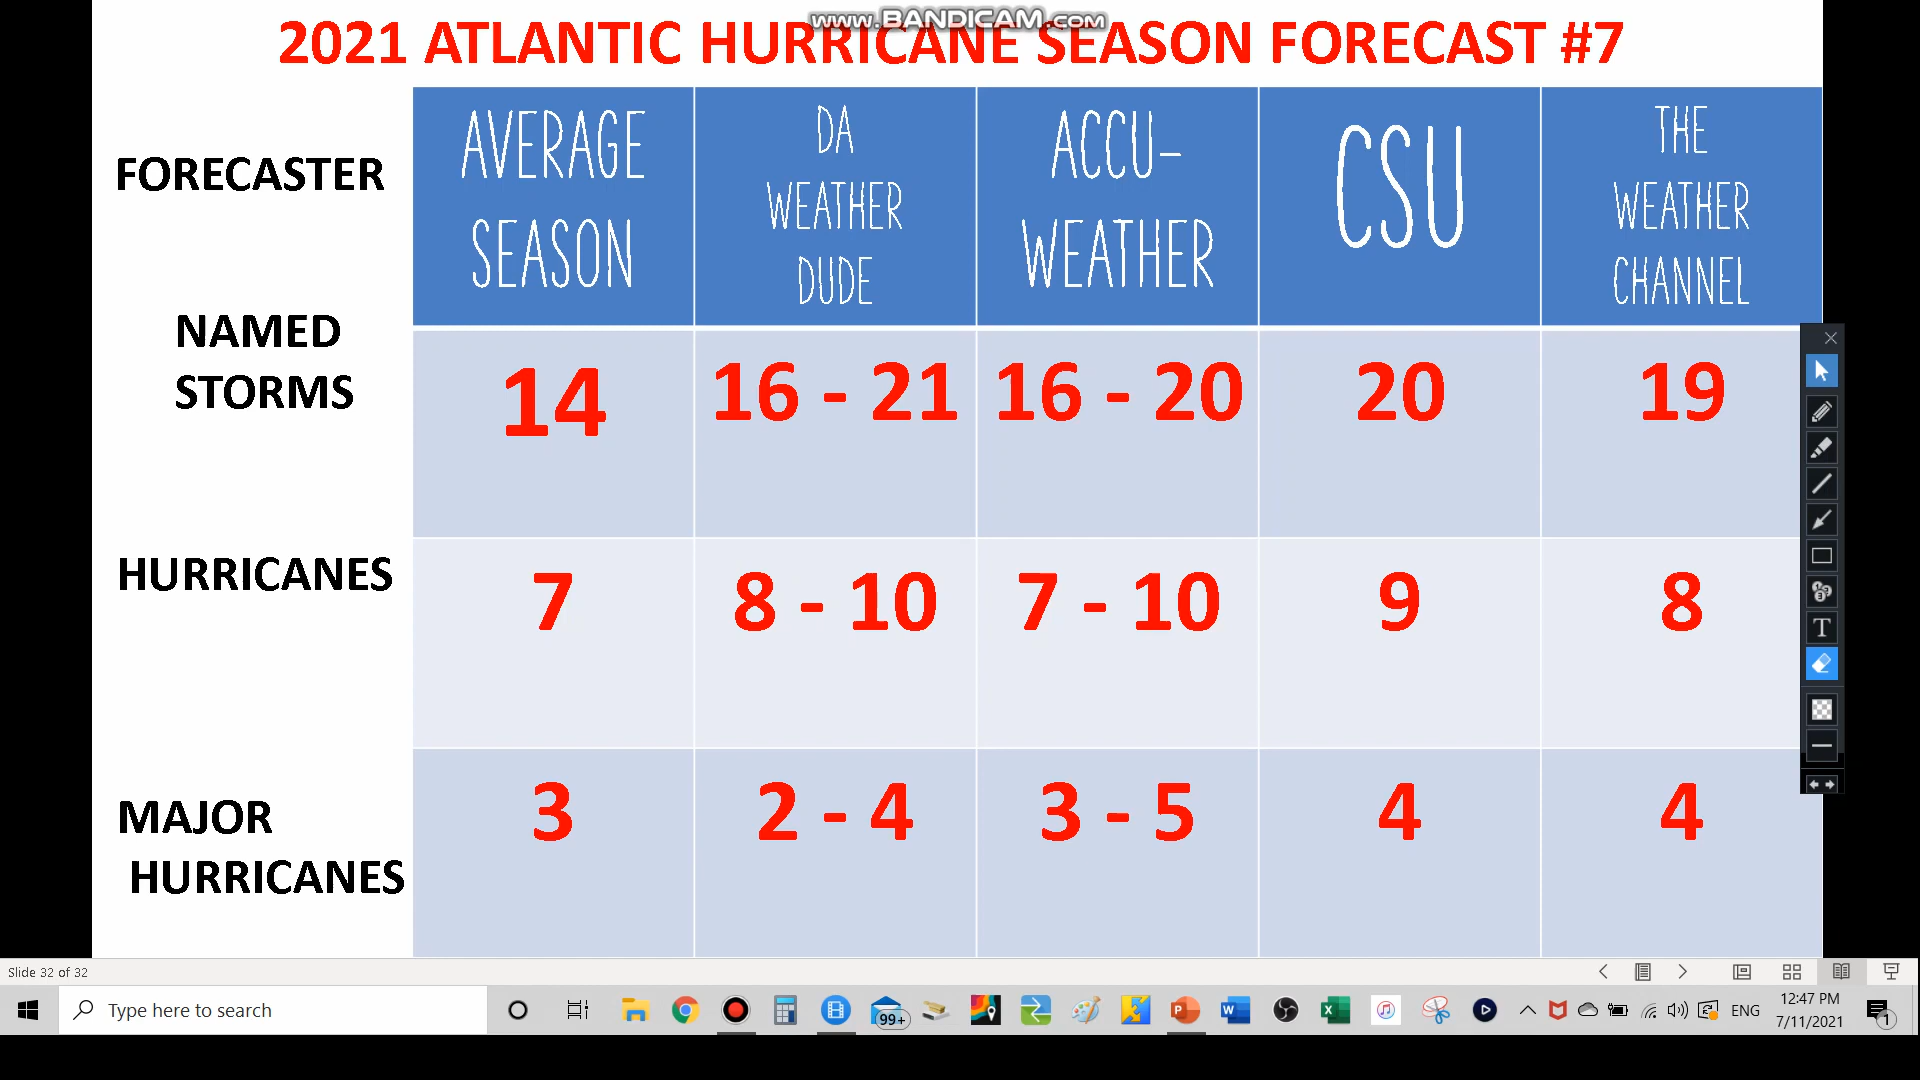 www.BANDICAM.com
2021 ATLANTIC HURRICANE SEASON FORECAST #7
FORECASTER
AVERAGE
SEASON
DA
WEATHER
DUDE
ACCU-
WEATHER
CSU
THE
WEATHER
CHANNEL
NAMED
STORMS
14
16 - 21
16 - 20
20
19
HURRICANES
7
8 - 10
7 - 10
9
8
MAJOR
HURRICANES
3
2 - 4
3 - 5
4
4
T
Slide 32 of 32
Type here to search
99+
ENG
12:47 PM
7/11/2021
1